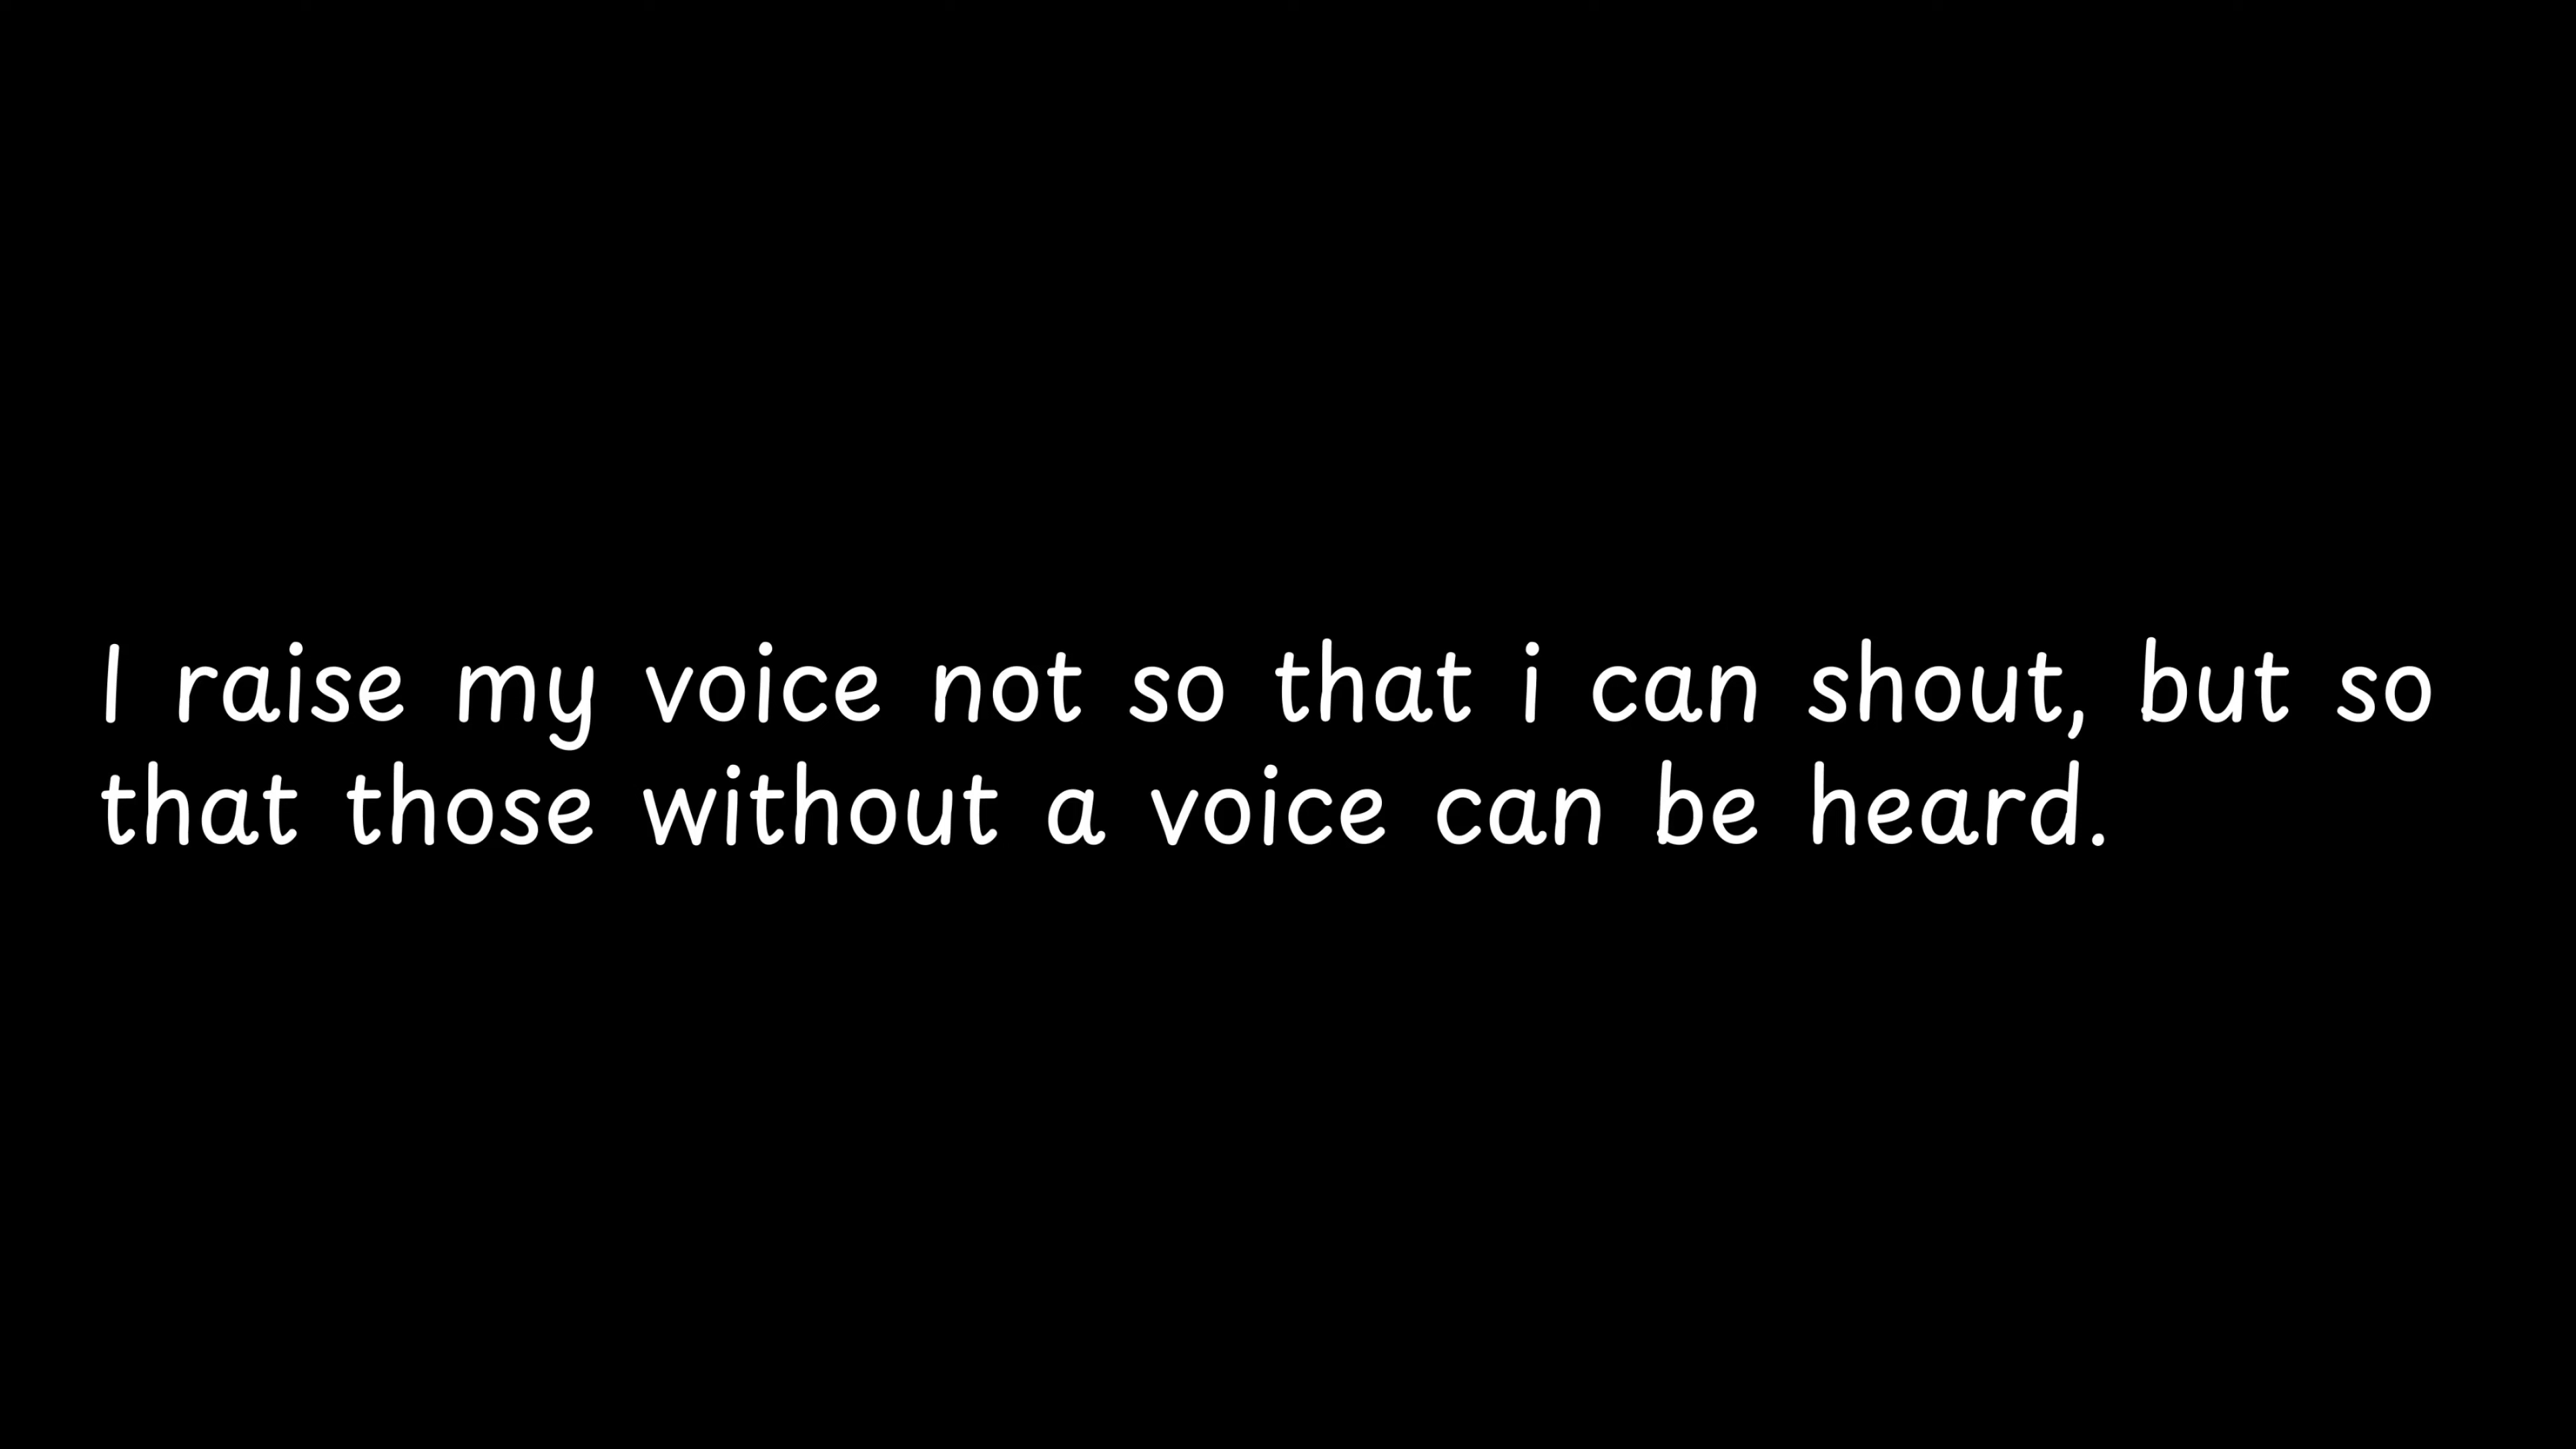 I raise my voice not so that i can shout, but so
that those without a voice can be heard.